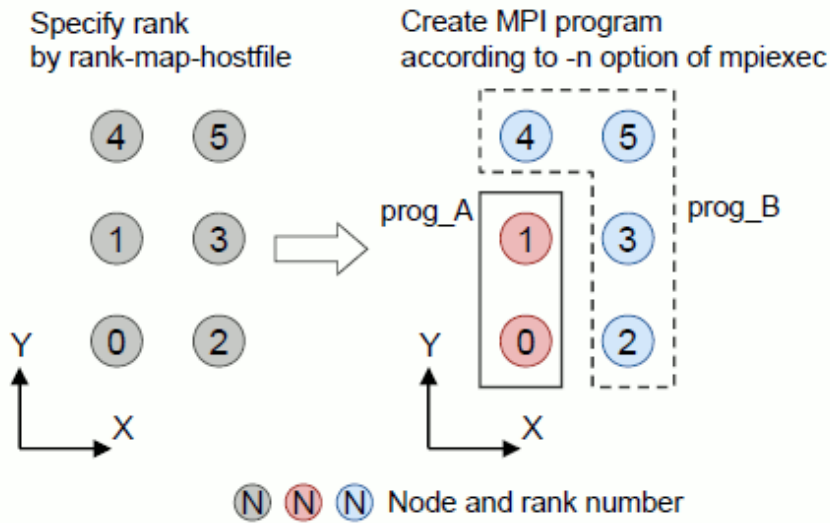 Specify rank
by rank-map-hostfile
Create MPI program
according to -n option of mpiexec
4 5
4 5
prog_A
prog_B
1 3
1 3
0 2
0 2
Y
X
Y
X
N N N Node and rank number